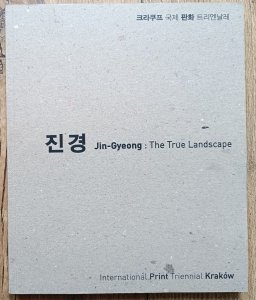 크라쿠프 국제 판화 트리엔날레
진경 Jin-Gyeong : The True Landscape
International Print Triennial Kraków